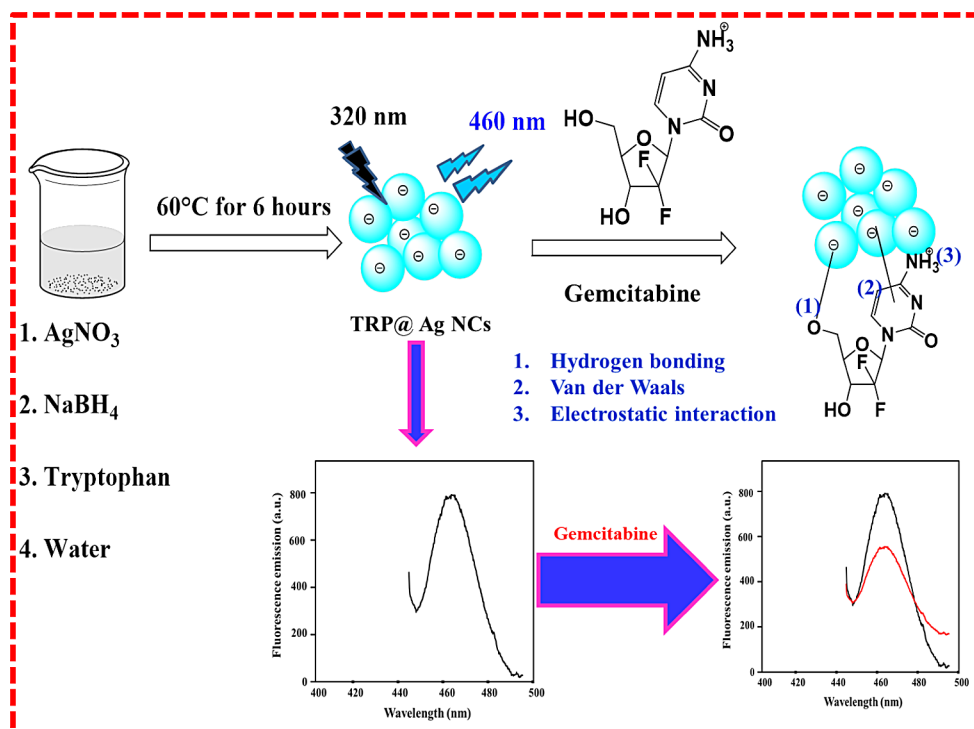 320 nm
460 nm
60°C for 6 hours
TRP@ Ag NCs
NH3
⊕
N
N
O
HO
O
F
F
HO
Gemcitabine
⊖ ⊖ ⊖ ⊖ ⊖ ⊖ ⊖ ⊖
⊖ ⊖ ⊖ ⊖ ⊖ ⊖ ⊖ ⊖
NH3
⊕
(3)
(2)
(1)
N
N
O
O
O
F
F
HO
1. AgNO3
2. NaBH4
3. Tryptophan
4. Water
1. Hydrogen bonding
2. Van der Waals
3. Electrostatic interaction
Fluorescence emission (a.u.)
800
600
400
200
0
400 420 440 460 480 500
Wavelength (nm)
Gemcitabine
Fluorescence emission (a.u.)
800
600
400
200
0
400 420 440 460 480 500
Wavelength (nm)